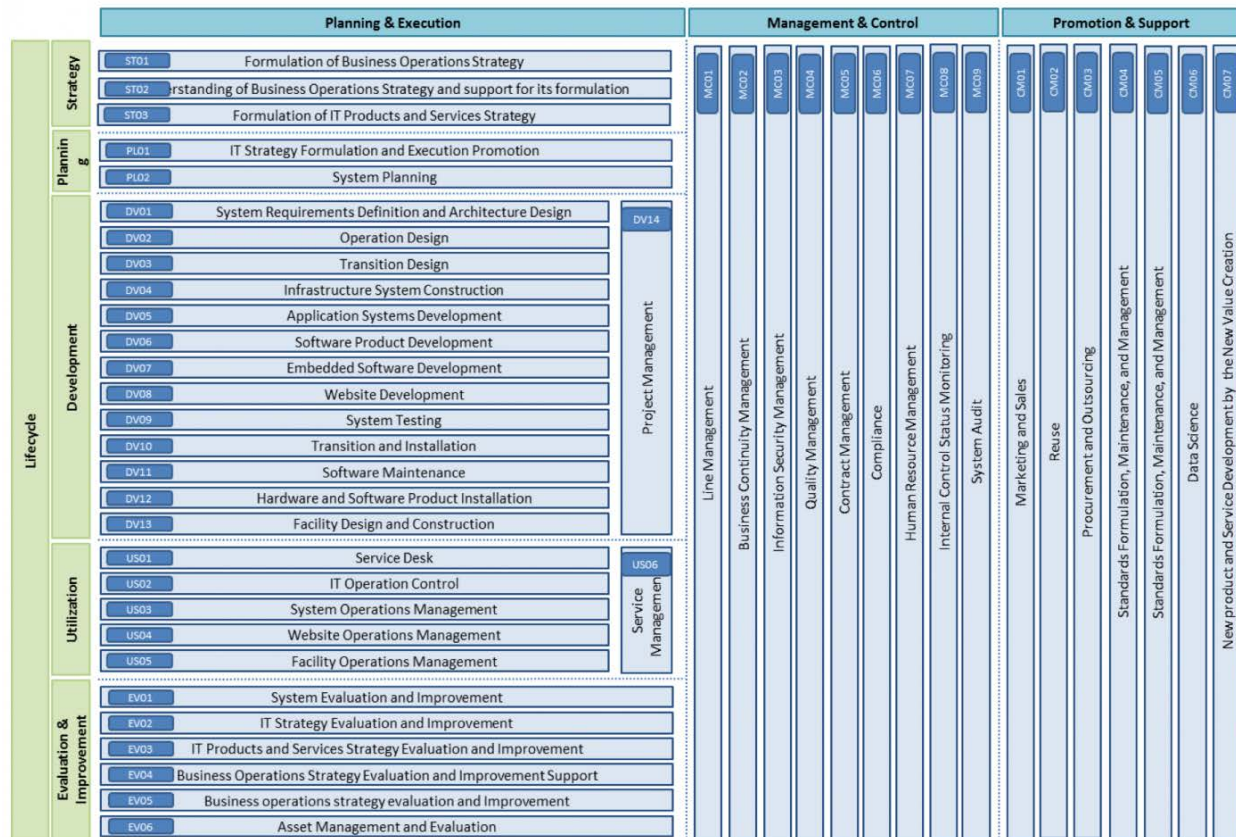 Planning & Execution
Management & Control
Promotion & Support
Lifecycle
Strategy
ST01 Formulation of Business Operations Strategy
ST02 erstanding of Business Operations Strategy and support for its formulation
ST03 Formulation of IT Products and Services Strategy
Plannin
g
PL01 IT Strategy Formulation and Execution Promotion
PL02 System Planning
Development
DV01 System Requirements Definition and Architecture Design
DV02 Operation Design
DV03 Transition Design
DV04 Infrastructure System Construction
DV05 Application Systems Development
DV06 Software Product Development
DV07 Embedded Software Development
DV08 Website Development
DV09 System Testing
DV10 Transition and Installation
DV11 Software Maintenance
DV12 Hardware and Software Product Installation
DV13 Facility Design and Construction
DV14
Project Management
Utilization
US01 Service Desk
US02 IT Operation Control
US03 System Operations Management
US04 Website Operations Management
US05 Facility Operations Management
US06
Service
Managemen
Evaluation &
Improvement
EV01 System Evaluation and Improvement
EV02 IT Strategy Evaluation and Improvement
EV03 IT Products and Services Strategy Evaluation and Improvement
EV04 Business Operations Strategy Evaluation and Improvement Support
EV05 Business operations strategy evaluation and Improvement
EV06 Asset Management and Evaluation
MC01 Line Management
MC02 Business Continuity Management
MC03 Information Security Management
MC04 Quality Management
MC05 Contract Management
MC06 Compliance
MC07 Human Resource Management
MC08 Internal Control Status Monitoring
MC09 System Audit
CM01 Marketing and Sales
CM02 Reuse
CM03 Procurement and Outsourcing
CM04 Standards Formulation, Maintenance, and Management
CM05 Standards Formulation, Maintenance, and Management
CM06 Data Science
CM07 New product and Service Development by the New Value Creation